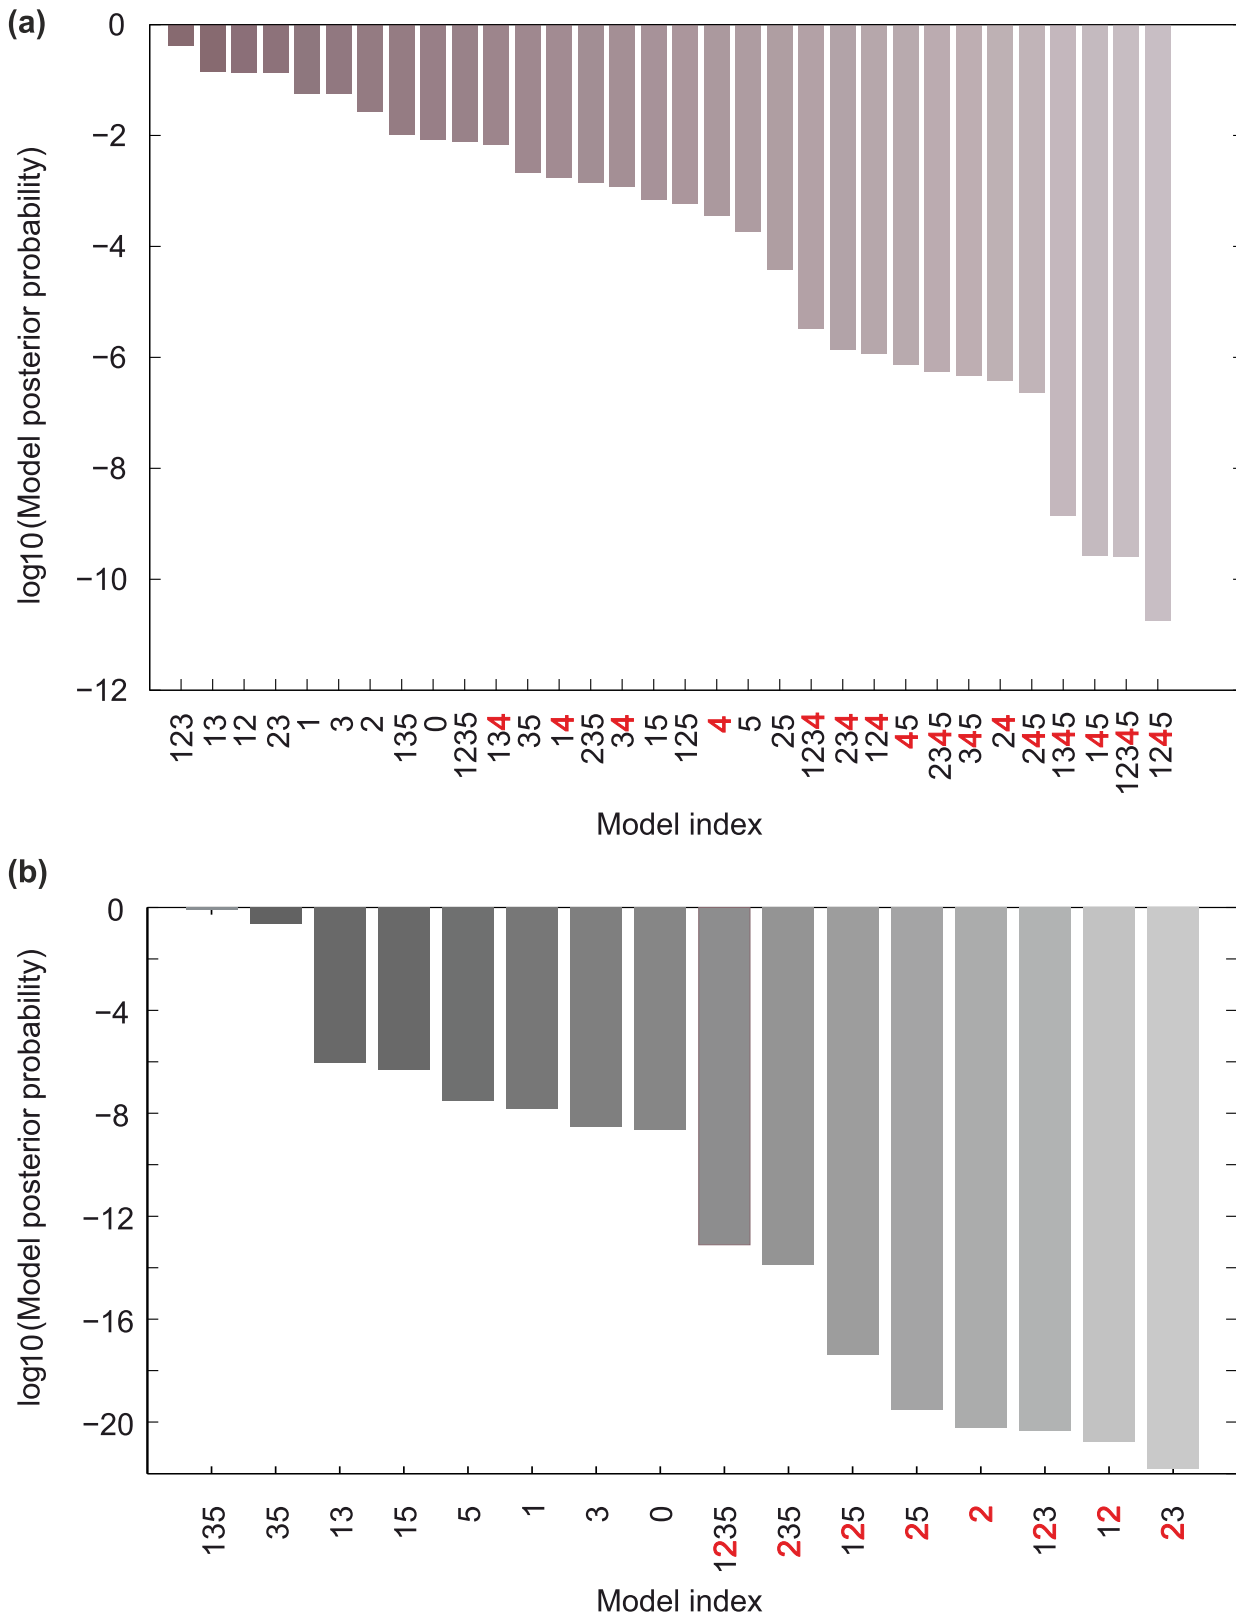 (a)
log10(Model posterior probability)
0
−2
−4
−6
−8
−10
−12
123 13 12 23 1 3 2 135 0 1235 134 35 14 235 34 15 125 4 5 25 1234 234 124 45 2345 345 24 245 1345 145 12345 1245
Model index
(b)
log10(Model posterior probability)
0
−4
−8
−12
−16
−20
135 35 13 15 5 1 3 0 1235 235 125 25 2 123 12 23
Model index